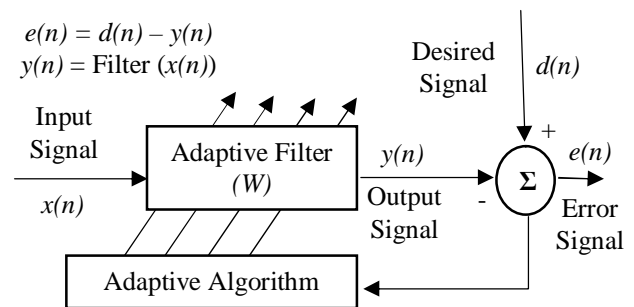 e(n) = d(n) – y(n)
y(n) = Filter (x(n))
Desired
Signal
d(n)
Input
Signal
x(n)
Adaptive Filter
(W)
y(n)
Output
Signal
+
-
Σ
e(n)
Error
Signal
Adaptive Algorithm